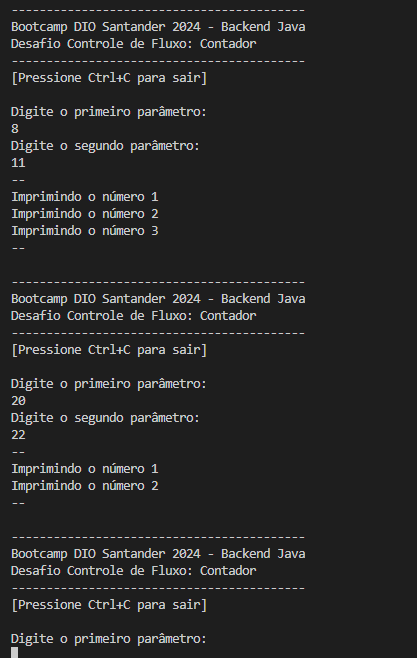 ------------------------------------------
Bootcamp DIO Santander 2024 - Backend Java
Desafio Controle de Fluxo: Contador
------------------------------------------
[Pressione Ctrl+C para sair]
Digite o primeiro parâmetro:
8
Digite o segundo parâmetro:
11
--
Imprimindo o número 1
Imprimindo o número 2
Imprimindo o número 3
--
------------------------------------------
Bootcamp DIO Santander 2024 - Backend Java
Desafio Controle de Fluxo: Contador
------------------------------------------
[Pressione Ctrl+C para sair]
Digite o primeiro parâmetro:
20
Digite o segundo parâmetro:
22
--
Imprimindo o número 1
Imprimindo o número 2
--
------------------------------------------
Bootcamp DIO Santander 2024 - Backend Java
Desafio Controle de Fluxo: Contador
------------------------------------------
[Pressione Ctrl+C para sair]
Digite o primeiro parâmetro: